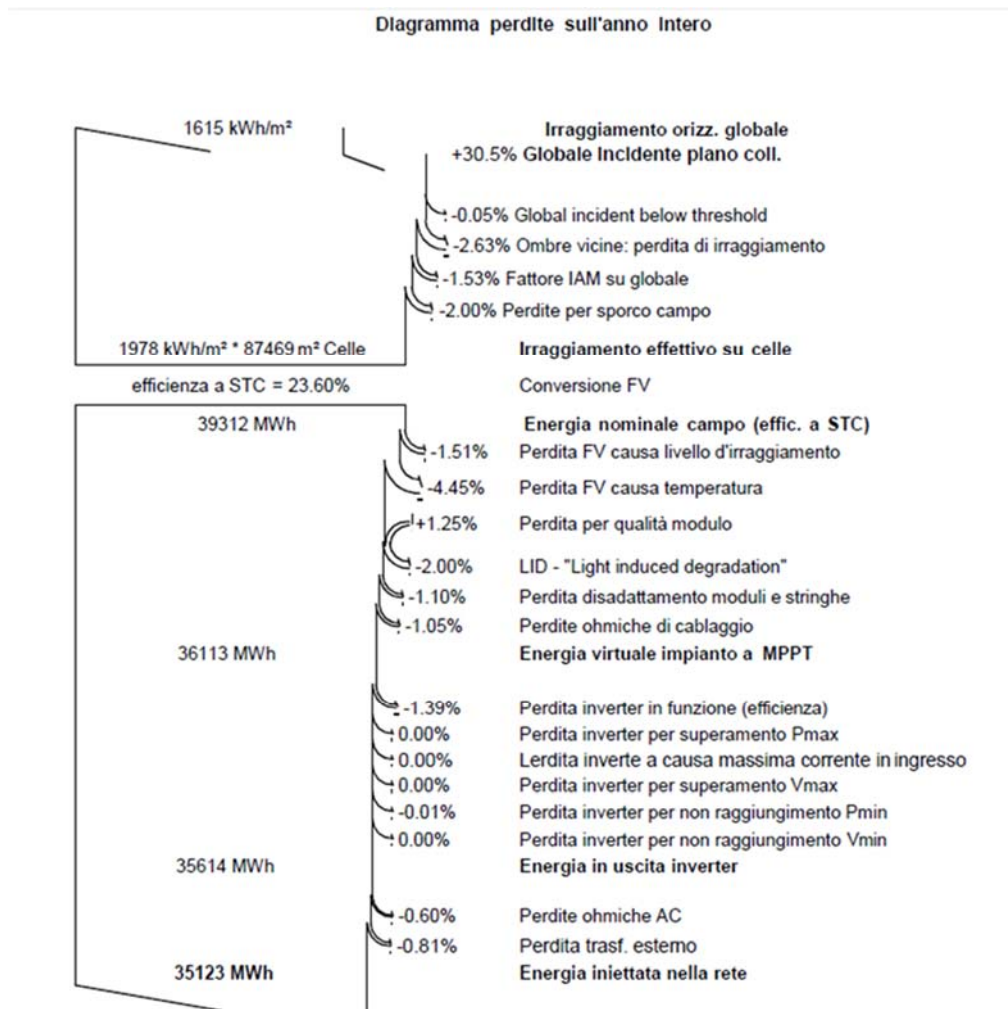 Diagramma perdite sull'anno intero
1615 kWh/m² Irraggiamento orizz. globale
+30.5% Globale incidente plano coll.
-0.05% Global incident below threshold
-2.63% Ombre vicine: perdita di irraggiamento
-1.53% Fattore IAM su globale
-2.00% Perdite per sporco campo
1978 kWh/m² * 87469 m² Celle Irraggiamento effettivo su celle
efficienza a STC = 23.60% Conversione FV
39312 MWh Energia nominale campo (effic. a STC)
-1.51% Perdita FV causa livello d'irraggiamento
-4.45% Perdita FV causa temperatura
+1.25% Perdita per qualità modulo
-2.00% LID - "Light induced degradation"
-1.10% Perdita disadattamento moduli e stringhe
-1.05% Perdite ohmiche di cablaggio
36113 MWh Energia virtuale impianto a MPPT
-1.39% Perdita inverter in funzione (efficienza)
0.00% Perdita inverter per superamento Pmax
0.00% Lerdita inverte a causa massima corrente in ingresso
0.00% Perdita inverter per superamento Vmax
-0.01% Perdita inverter per non raggiungimento Pmin
0.00% Perdita inverter per non raggiungimento Vmin
35614 MWh Energia in uscita inverter
-0.60% Perdite ohmiche AC
-0.81% Perdita trasf. esterno
35123 MWh Energia iniettata nella rete